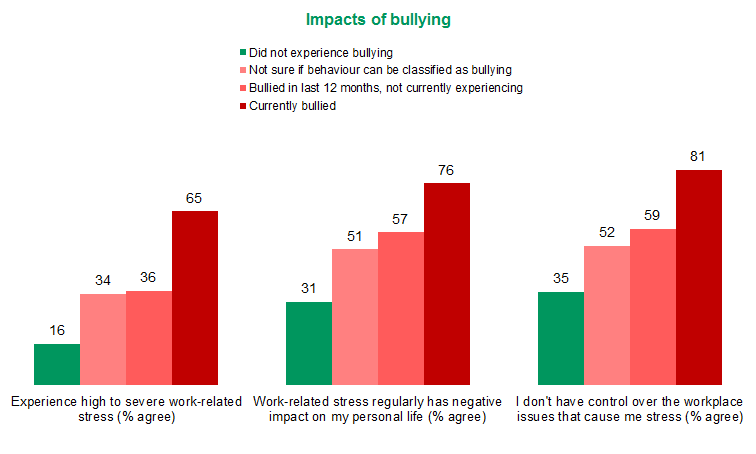 Impacts of bullying
Did not experience bullying
Not sure if behaviour can be classified as bullying
Bullied in last 12 months, not currently experiencing
Currently bullied
16
34
36
65
31
51
57
76
35
52
59
81
Experience high to severe work-related
stress (% agree)
Work-related stress regularly has negative
impact on my personal life (% agree)
I don't have control over the workplace
issues that cause me stress (% agree)